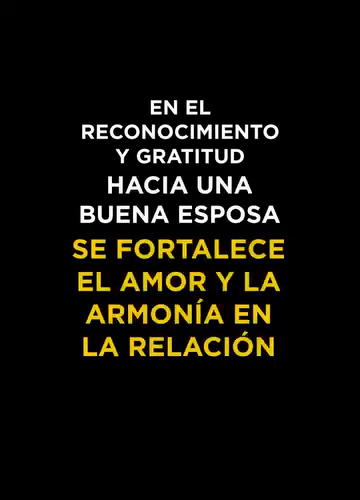 EN EL
RECONOCIMIENTO
Y GRATITUD
HACIA UNA
BUENA ESPOSA
SE FORTALECE
EL AMOR Y LA
ARMONÍA EN
LA RELACIÓN